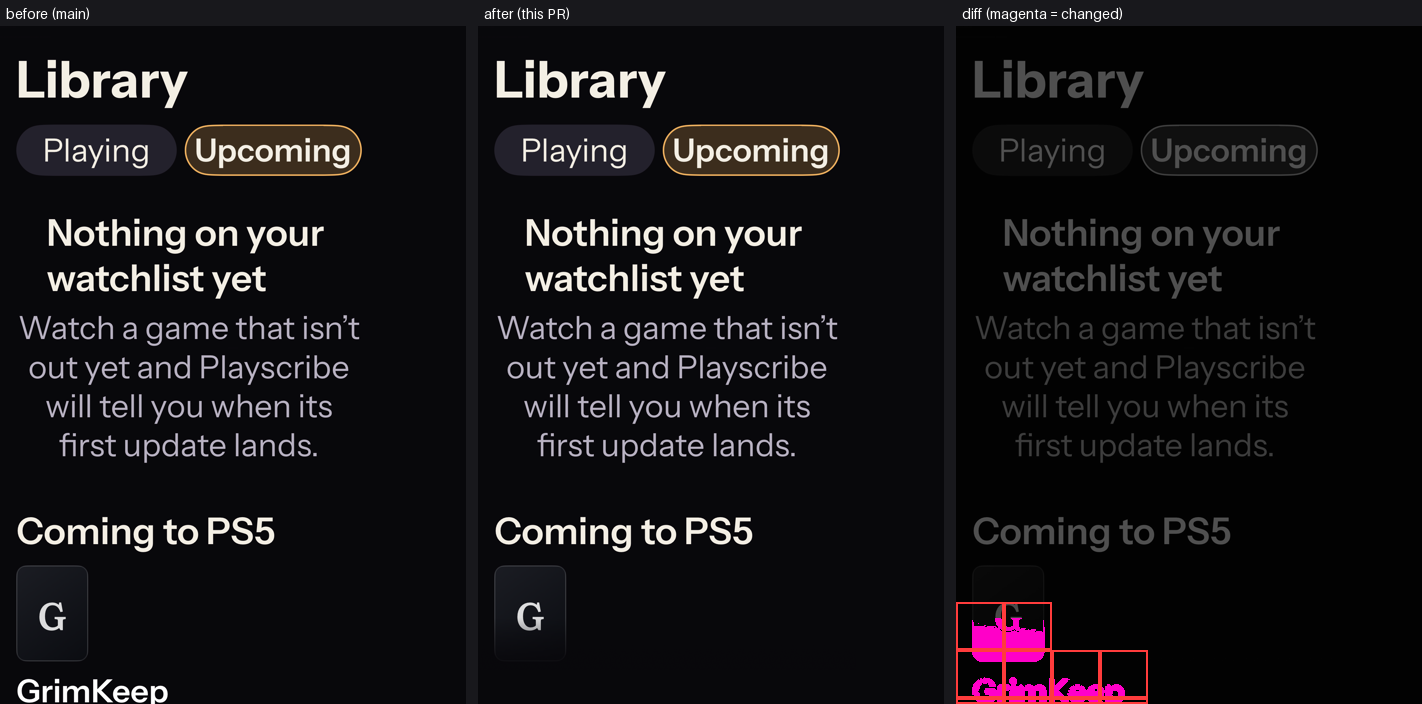 before (main)
Library
Playing
Upcoming
Nothing on your
watchlist yet
Watch a game that isn’t
out yet and Playscribe
will tell you when its
first update lands.
Coming to PS5
G
GrimKeep
after (this PR)
Library
Playing
Upcoming
Nothing on your
watchlist yet
Watch a game that isn’t
out yet and Playscribe
will tell you when its
first update lands.
Coming to PS5
G
diff (magenta = changed)
Library
Playing
Upcoming
Nothing on your
watchlist yet
Watch a game that isn’t
out yet and Playscribe
will tell you when its
first update lands.
Coming to PS5
G
GrimKeep